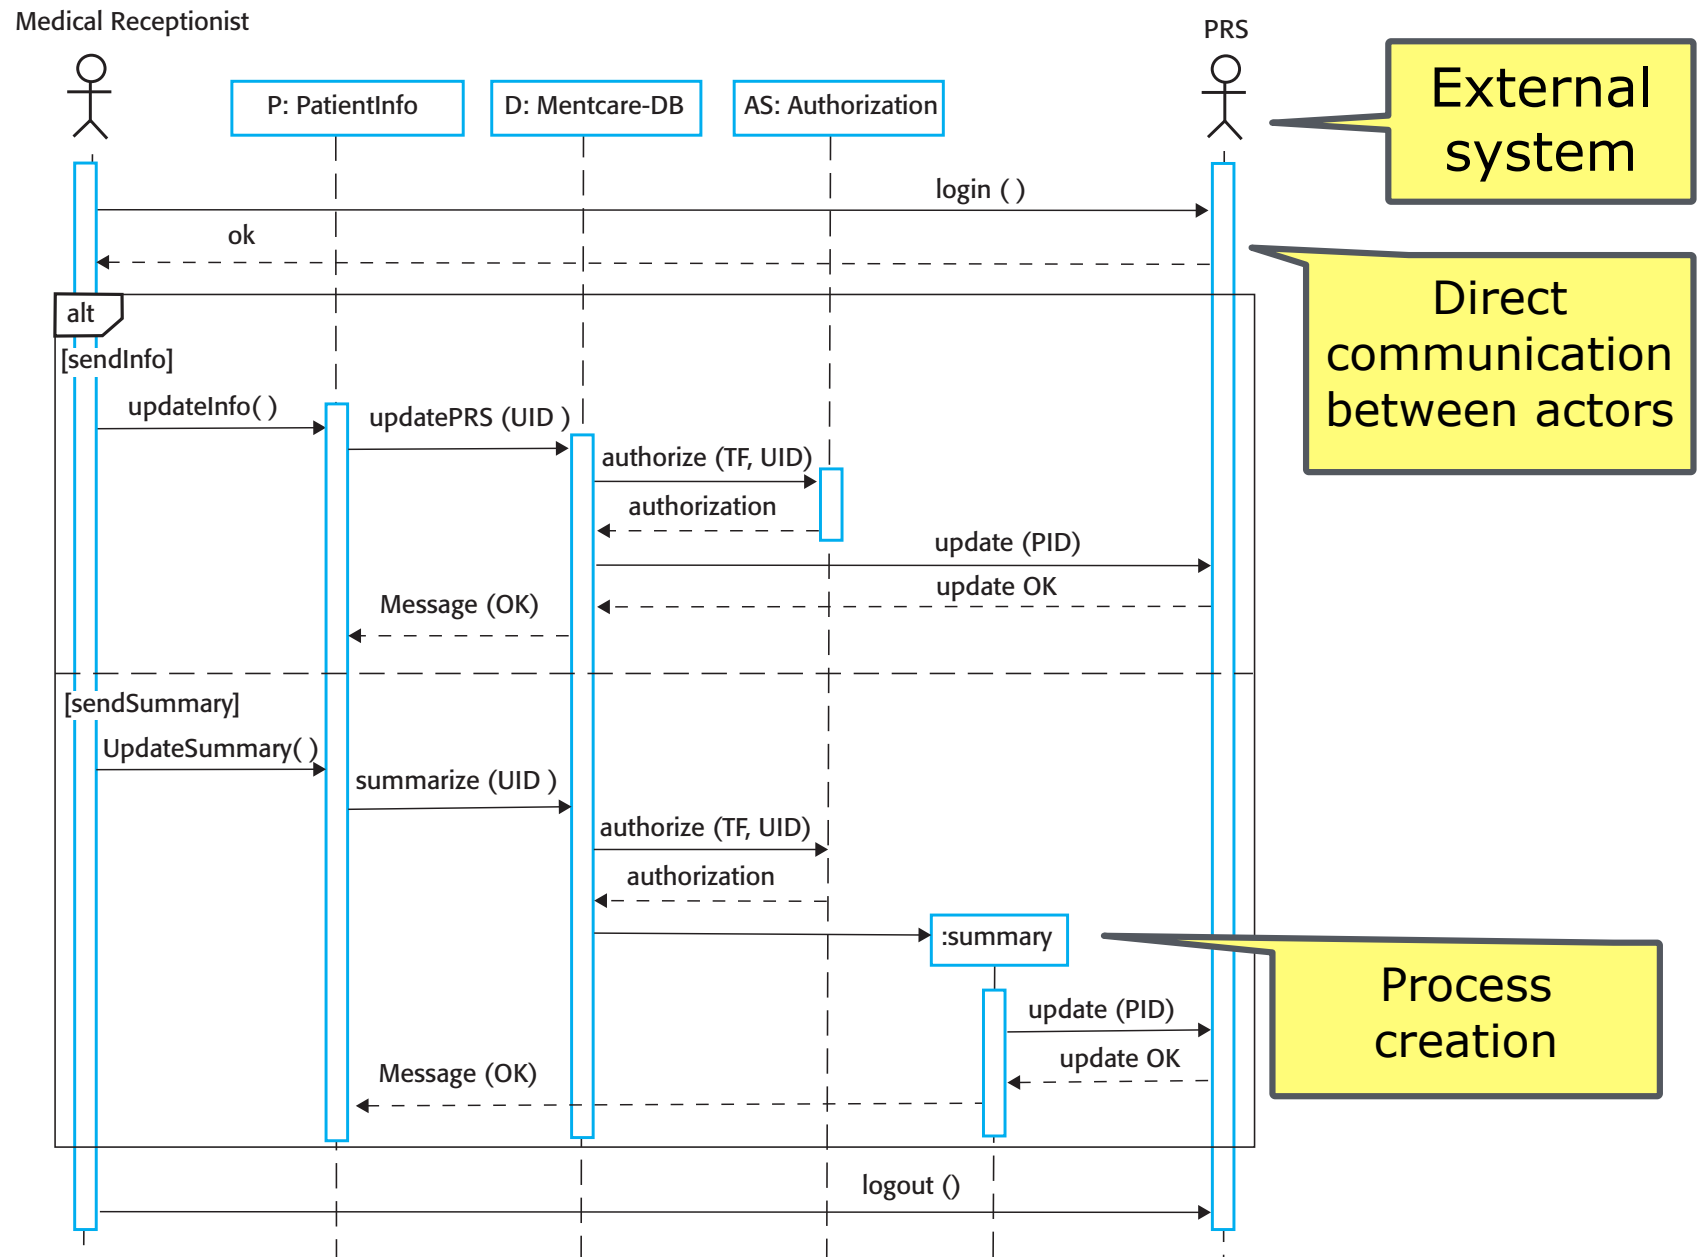 Medical Receptionist
PRS
P: PatientInfo
D: Mentcare-DB
AS: Authorization
External
system
login ( )
ok
Direct
communication
between actors
alt
[sendInfo]
updateInfo( )
updatePRS (UID )
authorize (TF, UID)
authorization
update (PID)
update OK
Message (OK)
[sendSummary]
UpdateSummary( )
summarize (UID )
authorize (TF, UID)
authorization
:summary
Process
creation
update (PID)
update OK
Message (OK)
logout ()